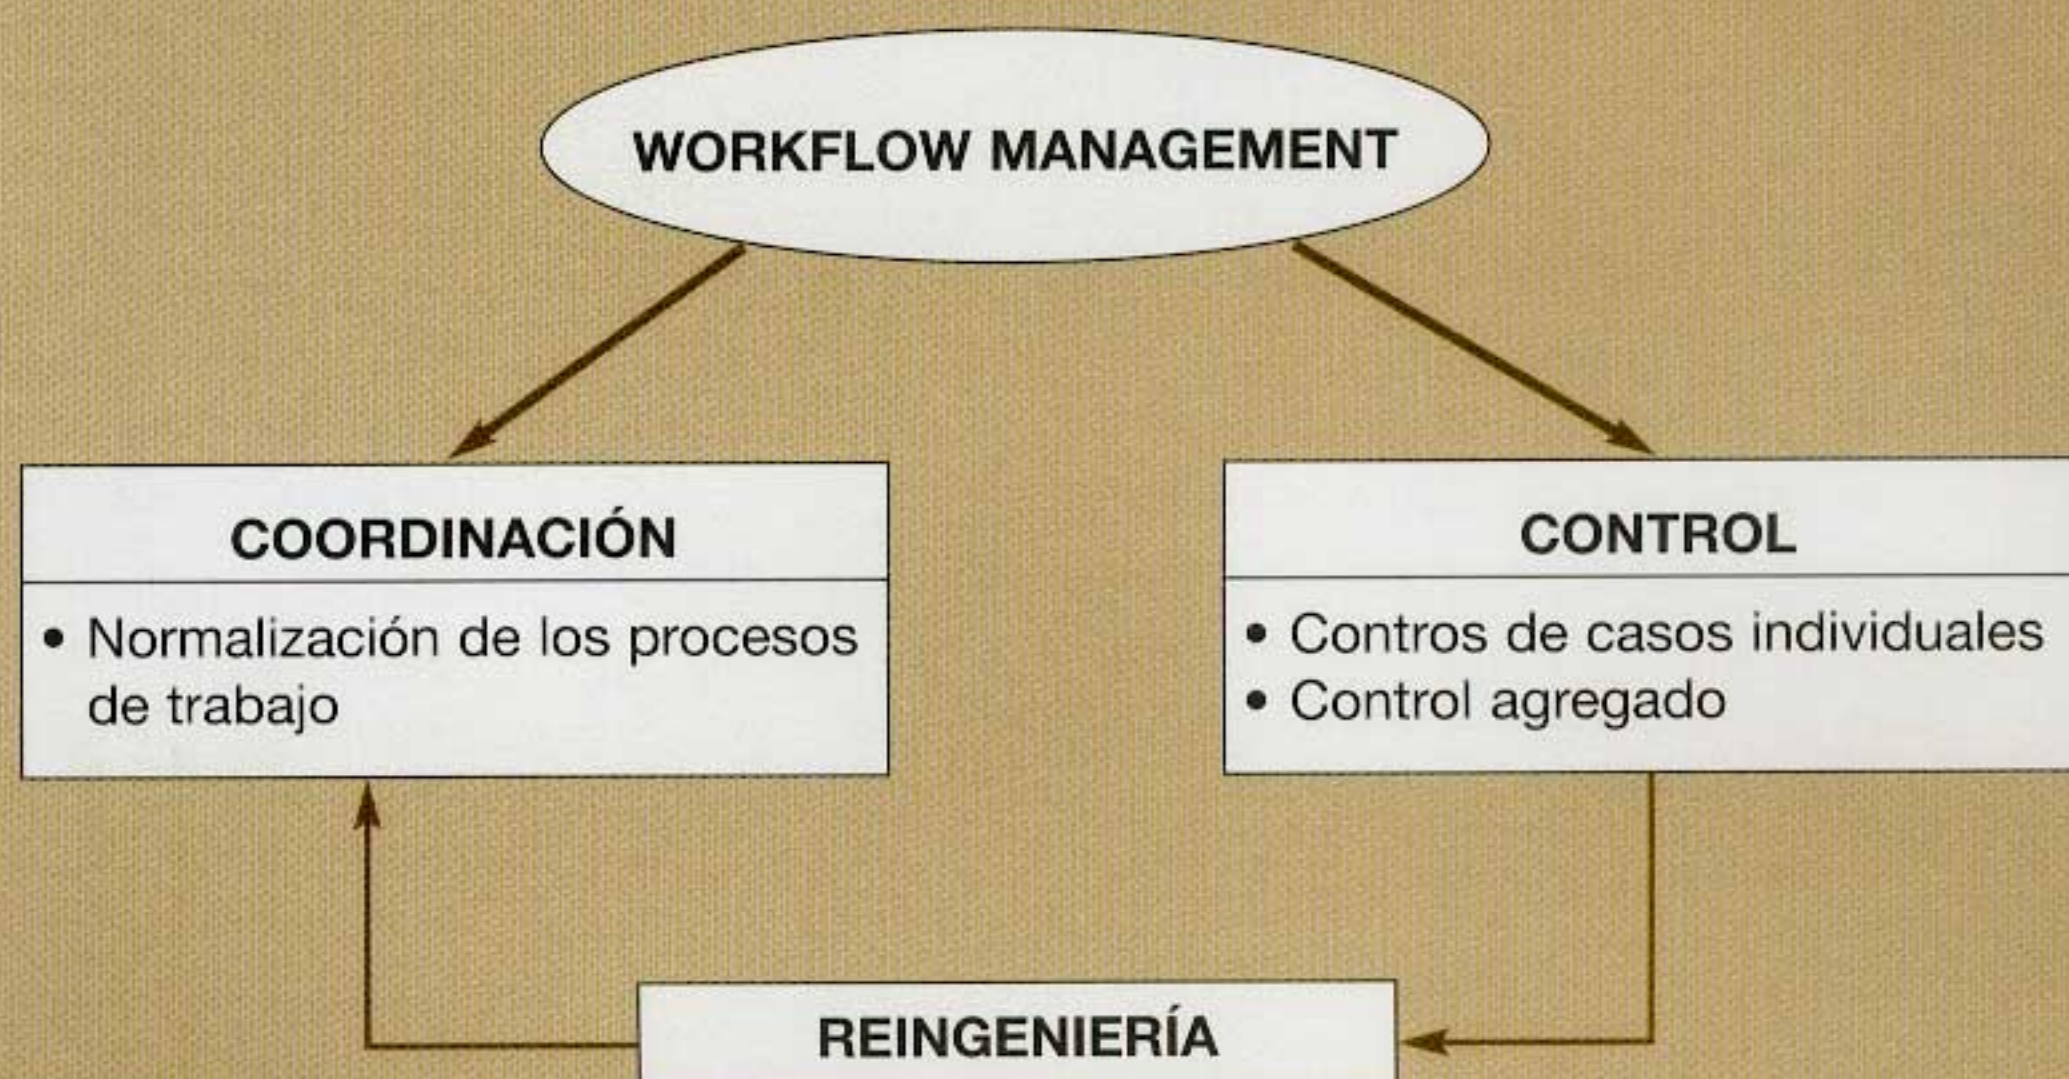 WORKFLOW MANAGEMENT
COORDINACIÓN
• Normalización de los procesos
de trabajo
CONTROL
• Contros de casos individuales
• Control agregado
REINGENIERÍA